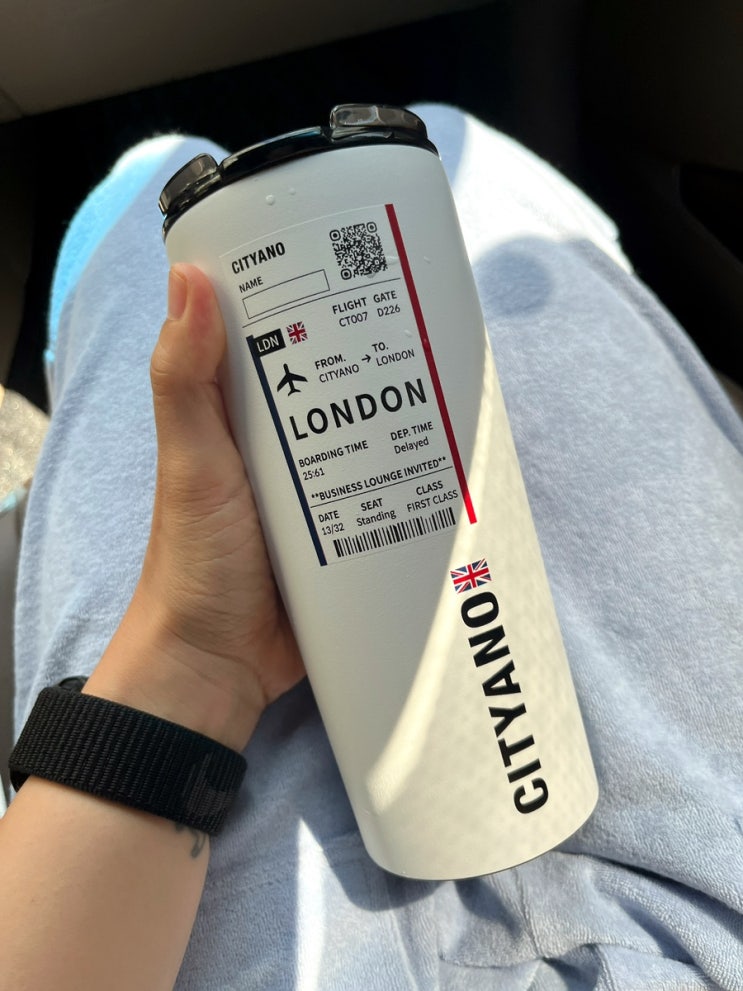 CITYANO
NAME
FLIGHT GATE
CT007 D226
LDN
FROM. → TO.
CITYANO LONDON
LONDON
BOARDING TIME DEP. TIME
25:61 Delayed
**BUSINESS LOUNGE INVITED**
DATE SEAT CLASS
13/32 Standing FIRST CLASS
CITYANO